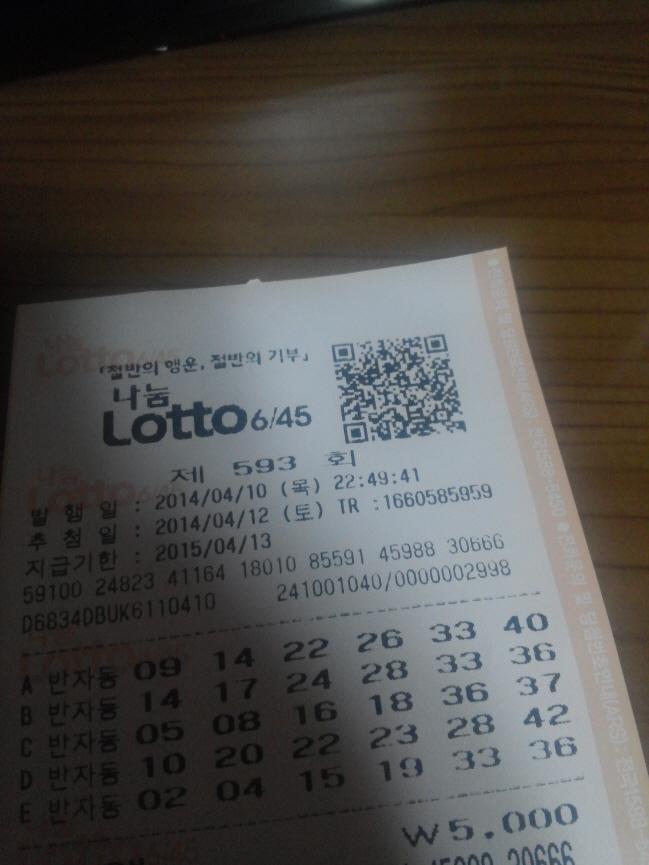 「절반의 행운, 절반의 기부」
나눔
Lotto 6/45
제 593 회
발 행 일 : 2014/04/10 (목) 22:49:41
추 첨 일 : 2014/04/12 (토) TR :1660585959
지급기한 : 2015/04/13
59100 24823 41164 18010 85591 45988 30666
D6834DBUK6110410 241001040/0000002998
A 반자동 09 14 22 26 33 40
B 반자동 14 17 24 28 33 36
C 반자동 05 08 16 18 36 37
D 반자동 10 20 22 23 28 42
E 반자동 02 04 15 19 33 36
₩5,000